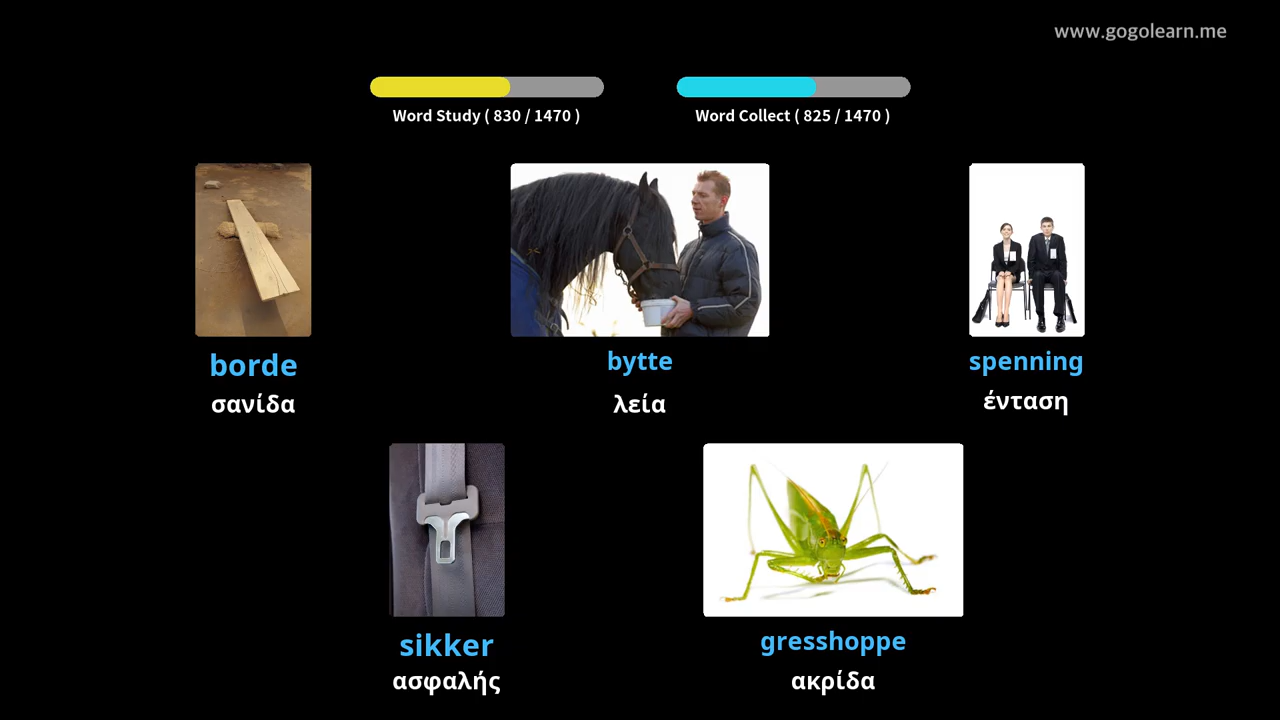 www.gogolearn.me
Word Study ( 830 / 1470 )
Word Collect ( 825 / 1470 )
borde
σανίδα
bytte
λεία
spenning
ένταση
sikker
ασφαλής
gresshoppe
ακρίδα